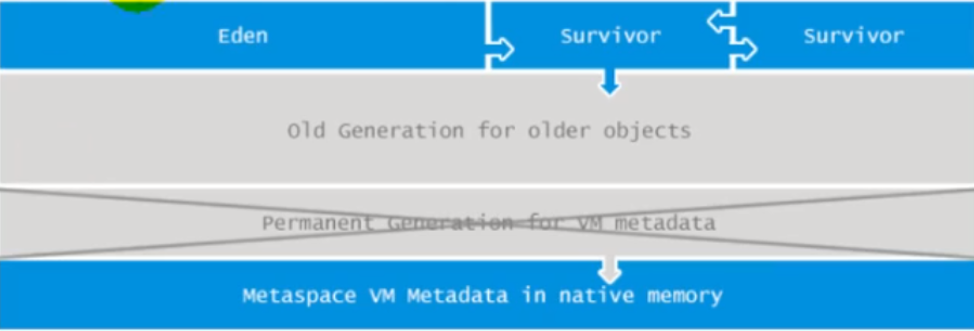 Eden
Survivor
Survivor
Old Generation for older objects
Permanent Generation for VM metadata
Metaspace VM Metadata in native memory